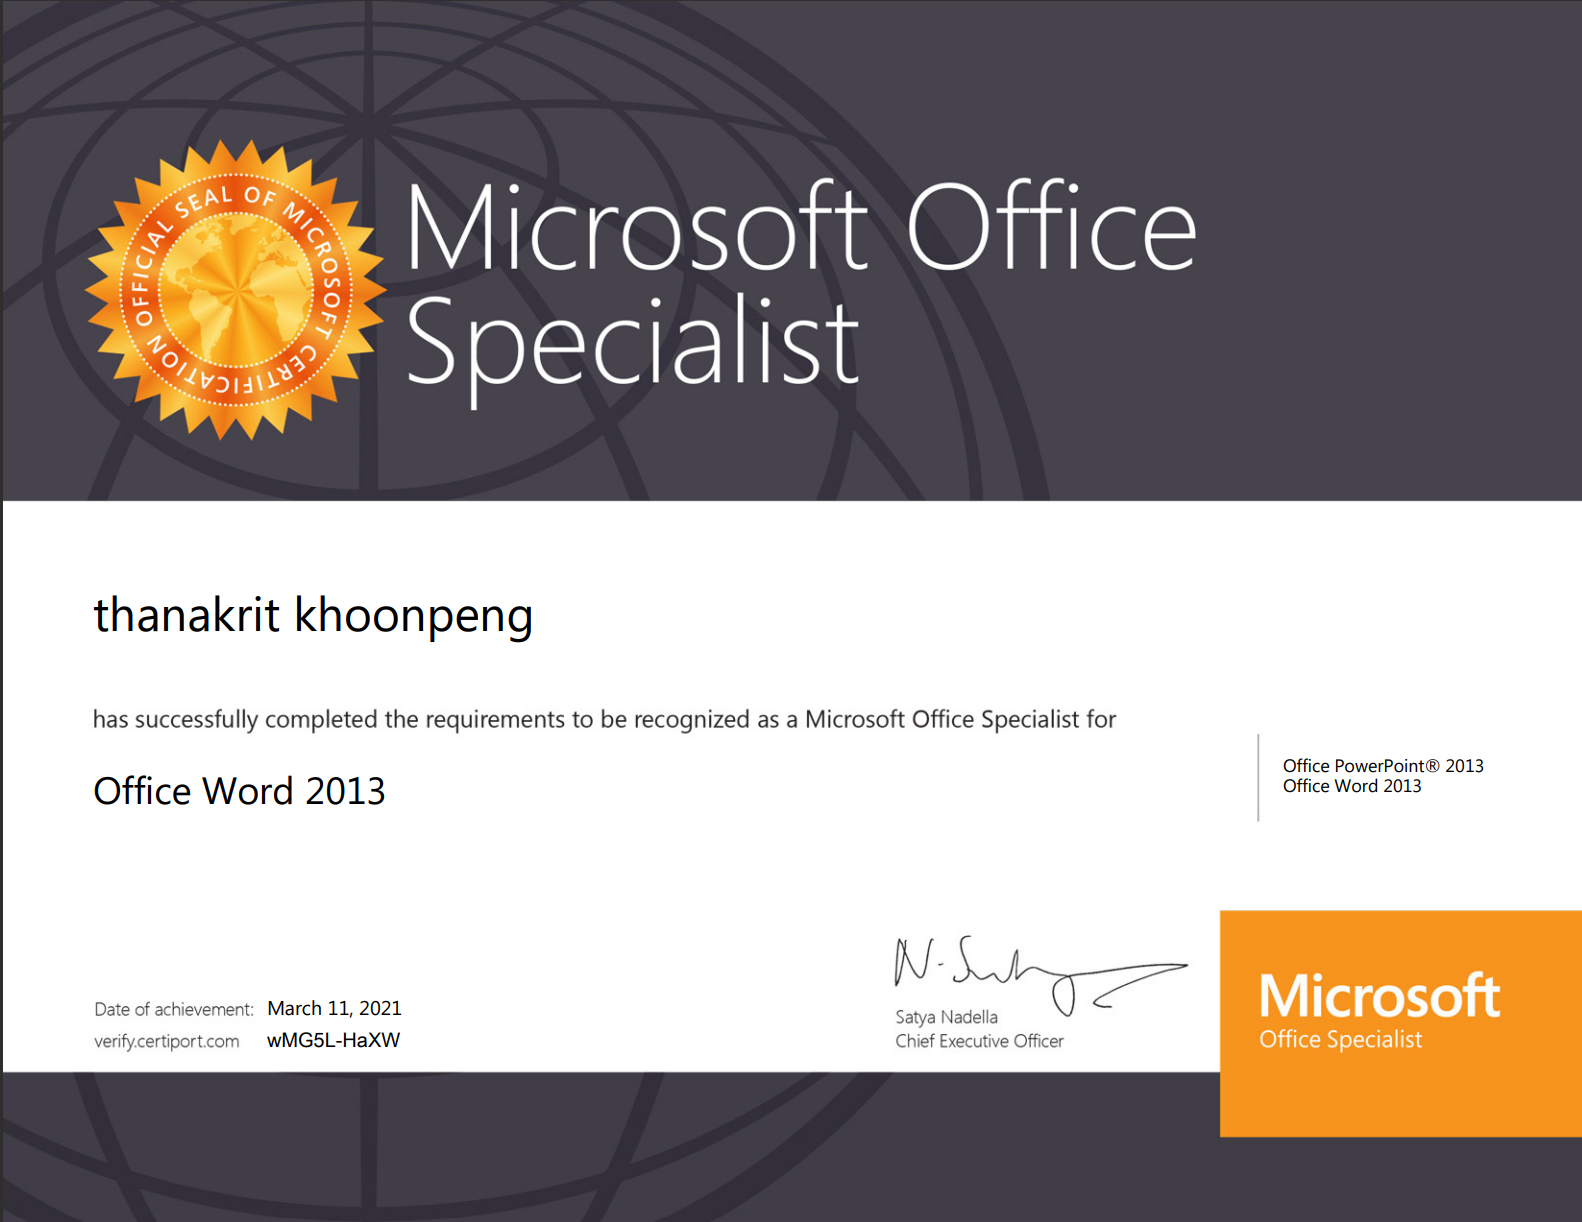 OFFICIAL SEAL OF MICROSOFT CERTIFICATION
Microsoft Office
Specialist
thanakrit khoonpeng
has successfully completed the requirements to be recognized as a Microsoft Office Specialist for
Office Word 2013
Office PowerPoint® 2013
Office Word 2013
N. Satya
Satya Nadella
Chief Executive Officer
Date of achievement: March 11, 2021
verify.certiport.com wMG5L-HaXW
Microsoft
Office Specialist